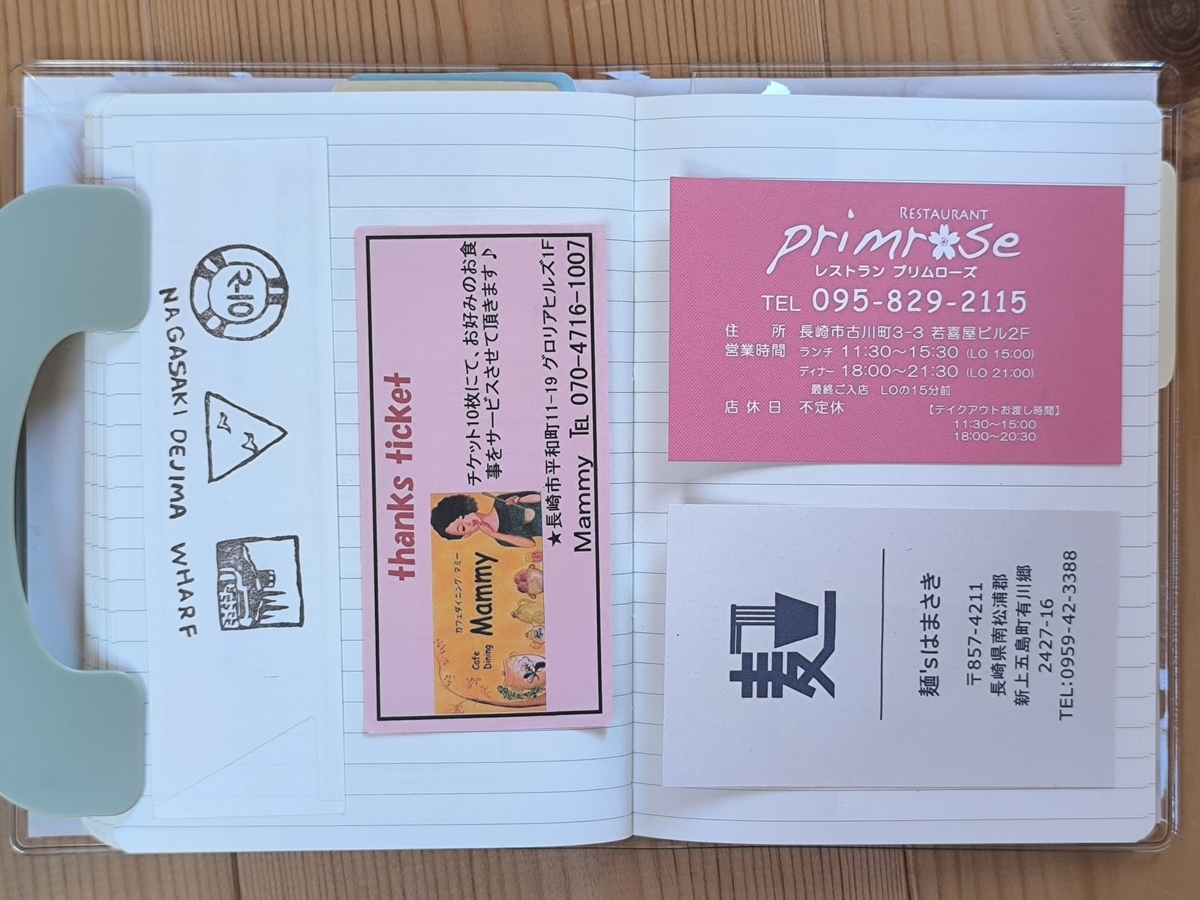 R-10
NAGASAKI DEJIMA WHARF
thanks ticket
チケット10枚にて、お好みのお食
事をサービスさせて頂きます♪
カフェダイニング マミー
Cafe
Dining Mammy
★長崎市平和町11-19 グロリアヒルズ1F
Mammy TEL 070-4716-1007
RESTAURANT
primrose
レストラン プリムローズ
TEL 095-829-2115
住 所 長崎市古川町3-3 若喜屋ビル2F
営業時間 ランチ 11:30～15:30 (LO 15:00)
ディナー 18:00～21:30 (LO 21:00)
最終ご入店 LOの15分前
店休日 不定休
【テイクアウトお渡し時間】
11:30～15:00
18:00～20:30
麺
麺'sはまさき
〒857-4211
長崎県南松浦郡
新上五島町有川郷
2427-16
TEL:0959-42-3388